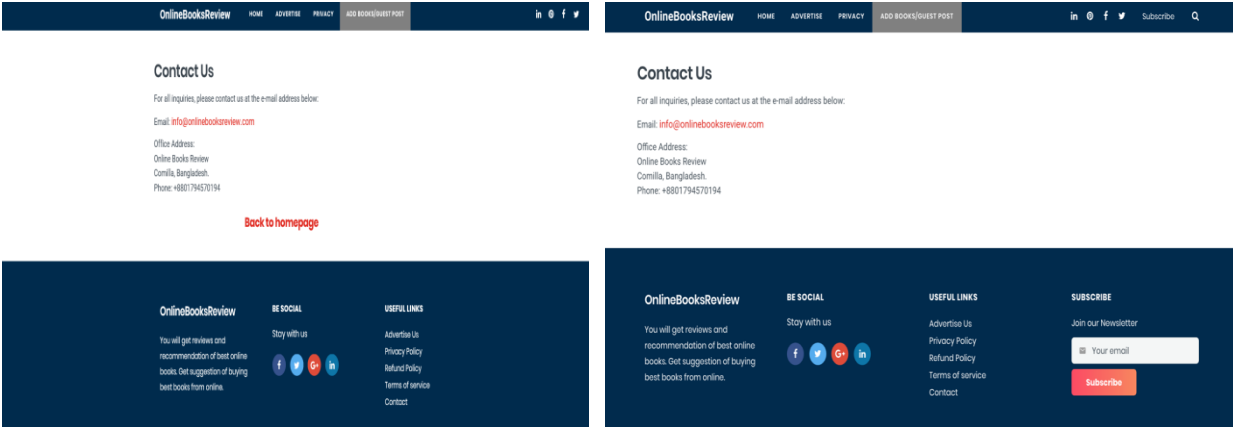 OnlineBooksReview HOME ADVERTISE PRIVACY ADD BOOKS/GUEST POST
Contact Us
For all inquiries, please contact us at the e-mail address below:
Email: info@onlinebooksreview.com
Office Address:
Online Books Review
Comilla, Bangladesh.
Phone: +8801794570194
Back to homepage
OnlineBooksReview
You will get reviews and
recommendation of best online
books. Get suggestion of buying
best books from online.
BE SOCIAL
Stay with us
USEFUL LINKS
Advertise Us
Privacy Policy
Refund Policy
Terms of service
Contact
OnlineBooksReview HOME ADVERTISE PRIVACY ADD BOOKS/GUEST POST Subscribe
Contact Us
For all inquiries, please contact us at the e-mail address below:
Email: info@onlinebooksreview.com
Office Address:
Online Books Review
Comilla, Bangladesh.
Phone: +8801794570194
OnlineBooksReview
You will get reviews and
recommendation of best online
books. Get suggestion of buying
best books from online.
BE SOCIAL
Stay with us
USEFUL LINKS
Advertise Us
Privacy Policy
Refund Policy
Terms of service
Contact
SUBSCRIBE
Join our Newsletter
Your email
Subscribe